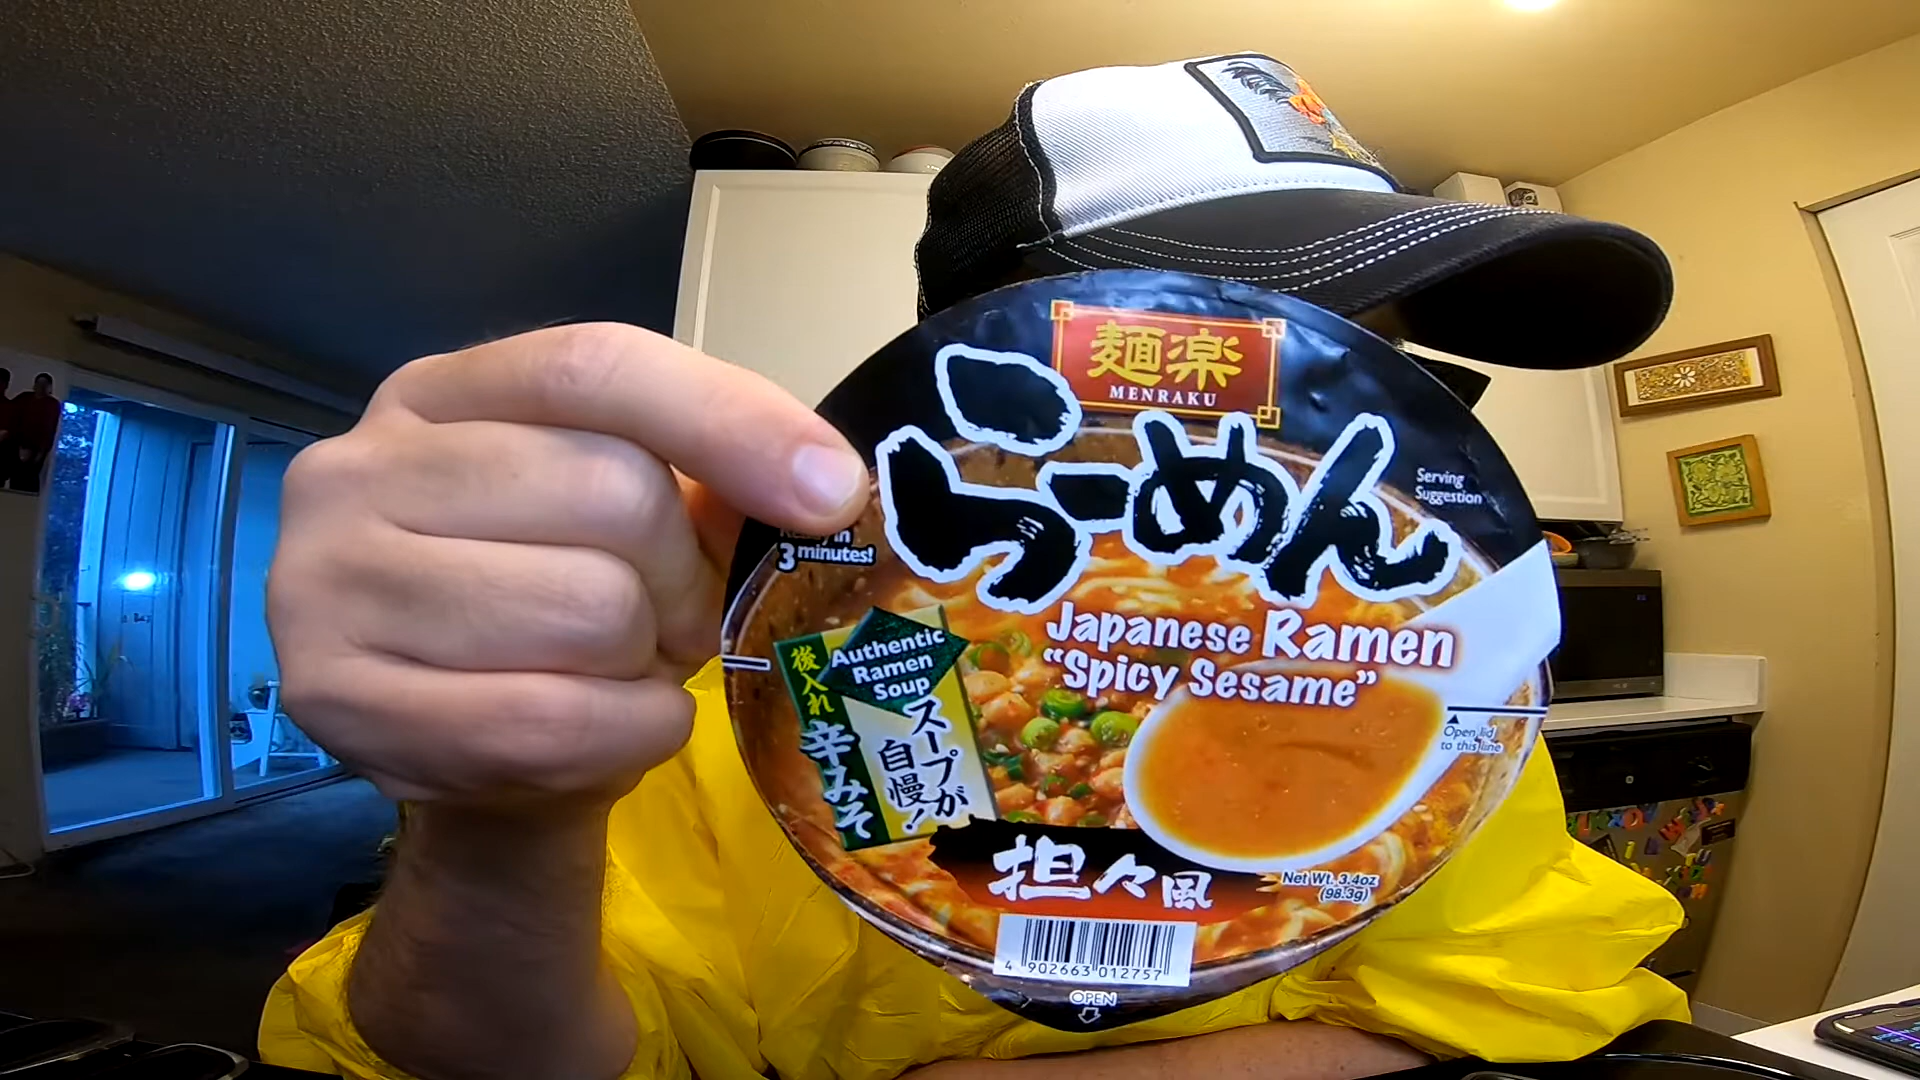 麺楽
MENRAKU
らーめん
Serving
Suggestion
in
3 minutes!
Japanese Ramen
"Spicy Sesame"
Authentic
Ramen
Soup
後入れ
辛みそ
スープが
自慢!
Open lid
to this line
担々風
Net Wt. 3.4oz
(98.3g)
4 902663 012757
OPEN